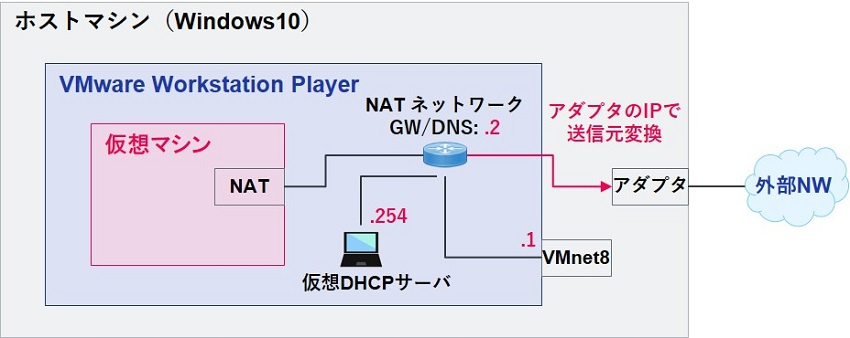 ホストマシン（Windows10）
VMware Workstation Player
NAT ネットワーク
GW/DNS: .2
アダプタのIPで
送信元変換
仮想マシン
NAT
アダプタ
外部NW
.254
.1
VMnet8
仮想DHCPサーバ